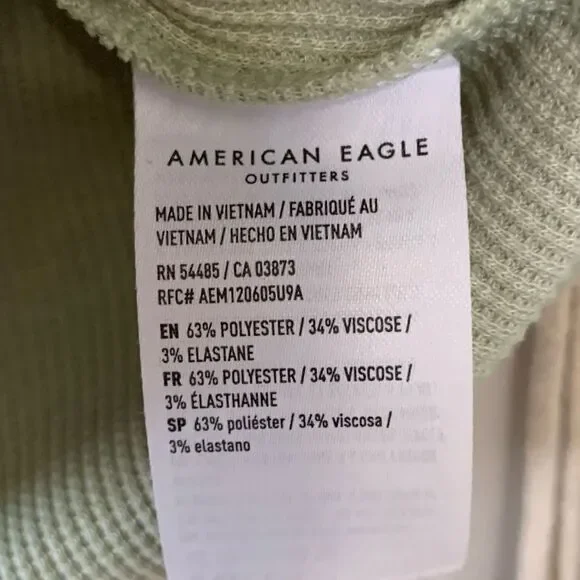 AMERICAN EAGLE
OUTFITTERS
MADE IN VIETNAM / FABRIQUÉ AU
VIETNAM / HECHO EN VIETNAM
RN 54485 / CA 03873
RFC# AEM120605U9A
EN 63% POLYESTER / 34% VISCOSE /
3% ELASTANE
FR 63% POLYESTER / 34% VISCOSE /
3% ÉLASTHANNE
SP 63% poliéster / 34% viscosa /
3% elastano